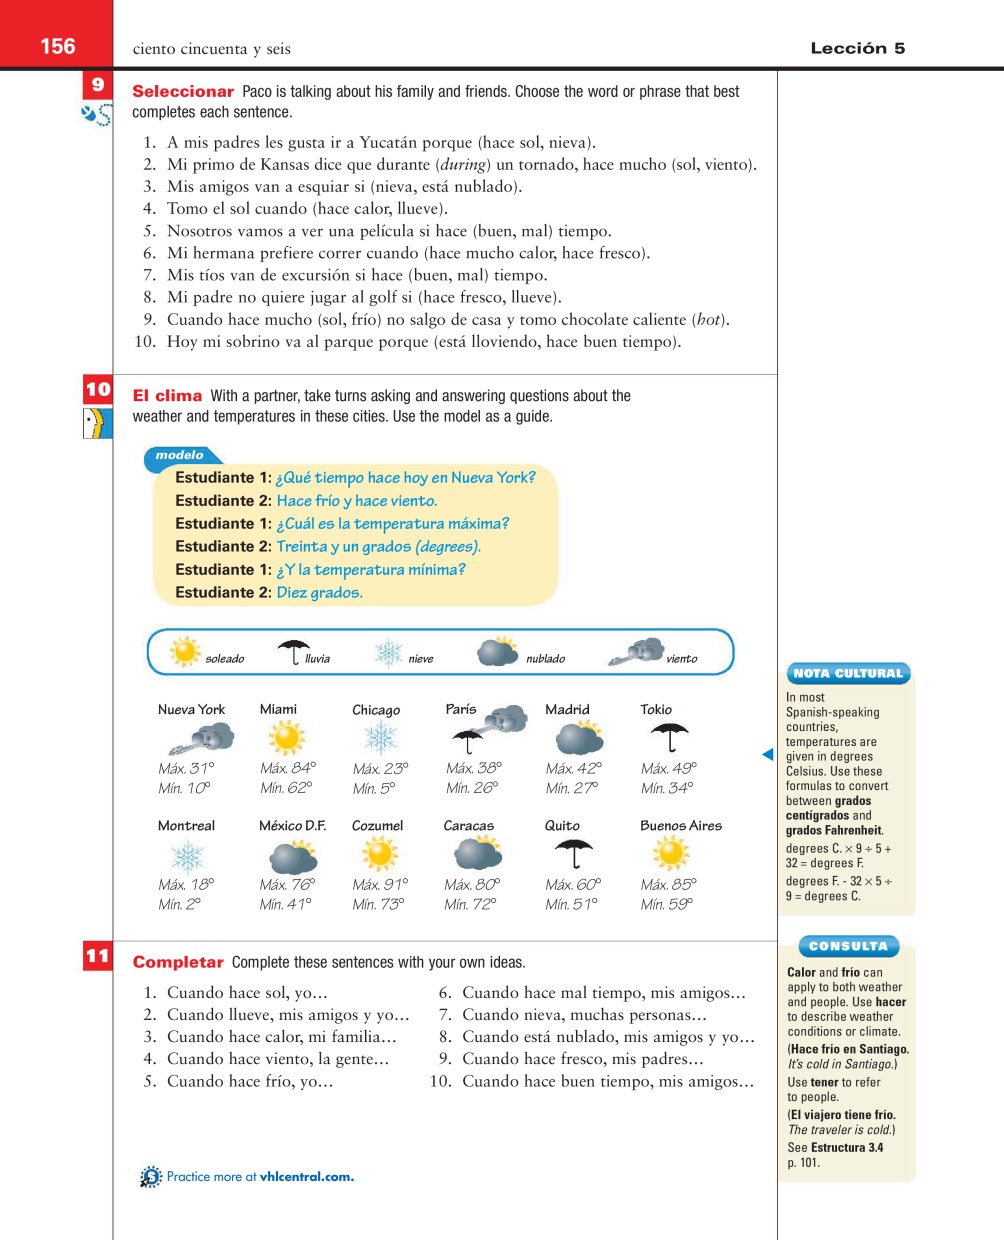 156
ciento cincuenta y seis
Lección 5
9
Seleccionar Paco is talking about his family and friends. Choose the word or phrase that best
completes each sentence.
1. A mis padres les gusta ir a Yucatán porque (hace sol, nieva).
2. Mi primo de Kansas dice que durante (during) un tornado, hace mucho (sol, viento).
3. Mis amigos van a esquiar si (nieva, está nublado).
4. Tomo el sol cuando (hace calor, llueve).
5. Nosotros vamos a ver una película si hace (buen, mal) tiempo.
6. Mi hermana prefiere correr cuando (hace mucho calor, hace fresco).
7. Mis tíos van de excursión si hace (buen, mal) tiempo.
8. Mi padre no quiere jugar al golf si (hace fresco, llueve).
9. Cuando hace mucho (sol, frío) no salgo de casa y tomo chocolate caliente (hot).
10. Hoy mi sobrino va al parque porque (está lloviendo, hace buen tiempo).
10
El clima With a partner, take turns asking and answering questions about the
weather and temperatures in these cities. Use the model as a guide.
modelo
Estudiante 1: ¿Qué tiempo hace hoy en Nueva York?
Estudiante 2: Hace frío y hace viento.
Estudiante 1: ¿Cuál es la temperatura máxima?
Estudiante 2: Treinta y un grados (degrees).
Estudiante 1: ¿Y la temperatura mínima?
Estudiante 2: Diez grados.
soleado lluvia nieve nublado viento
Nueva York Miami Chicago París Madrid Tokio
Máx. 31° Máx. 84° Máx. 23° Máx. 38° Máx. 42° Máx. 49°
Mín. 10° Mín. 62° Mín. 5° Mín. 26° Mín. 27° Mín. 34°
Montreal México D.F. Cozumel Caracas Quito Buenos Aires
Máx. 18° Máx. 76° Máx. 91° Máx. 80° Máx. 60° Máx. 85°
Mín. 2° Mín. 41° Mín. 73° Mín. 72° Mín. 51° Mín. 59°
NOTA CULTURAL
In most
Spanish-speaking
countries,
temperatures are
given in degrees
Celsius. Use these
formulas to convert
between grados
centígrados and
grados Fahrenheit.
degrees C. × 9 ÷ 5 +
32 = degrees F.
degrees F. - 32 × 5 ÷
9 = degrees C.
11
Completar Complete these sentences with your own ideas.
1. Cuando hace sol, yo…
2. Cuando llueve, mis amigos y yo…
3. Cuando hace calor, mi familia…
4. Cuando hace viento, la gente…
5. Cuando hace frío, yo…
6. Cuando hace mal tiempo, mis amigos…
7. Cuando nieva, muchas personas…
8. Cuando está nublado, mis amigos y yo…
9. Cuando hace fresco, mis padres…
10. Cuando hace buen tiempo, mis amigos…
CONSULTA
Calor and frío can
apply to both weather
and people. Use hacer
to describe weather
conditions or climate.
(Hace frío en Santiago.
It's cold in Santiago.)
Use tener to refer
to people.
(El viajero tiene frío.
The traveler is cold.)
See Estructura 3.4
p. 101.
Practice more at vhlcentral.com.